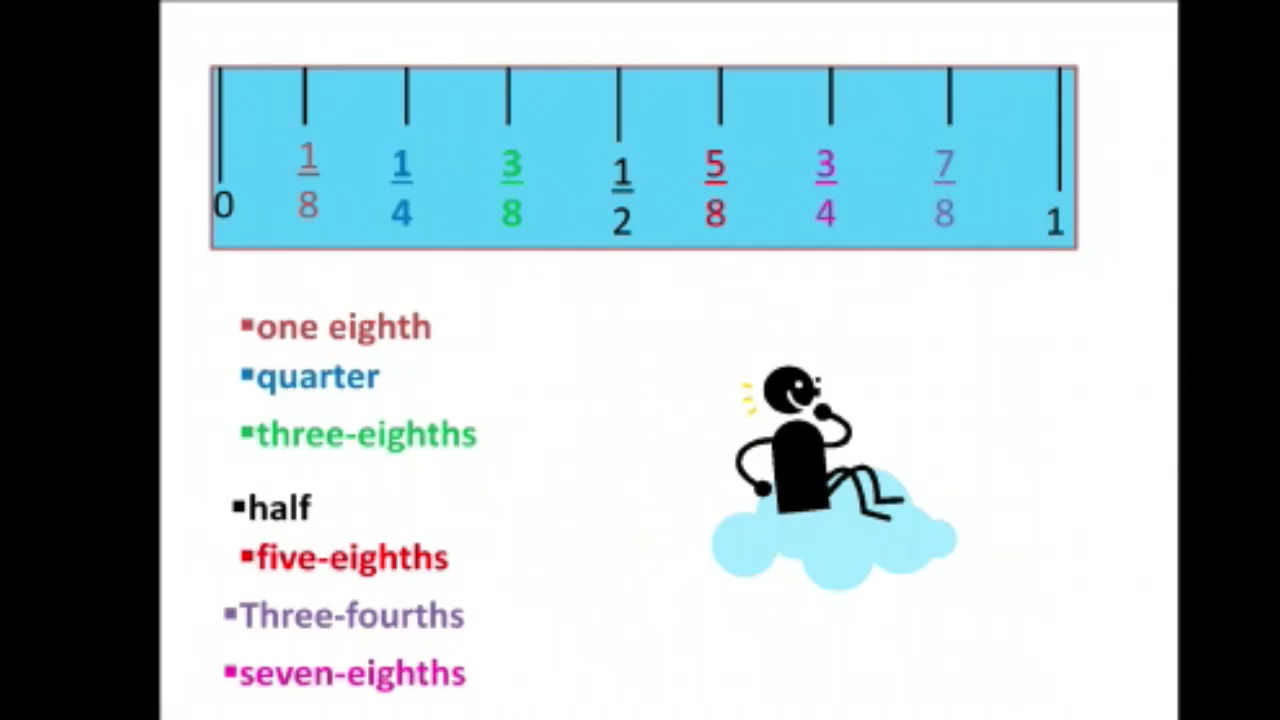 0 1/8 1/4 3/8 1/2 5/8 3/4 7/8 1
▪one eighth
▪quarter
▪three-eighths
▪half
▪five-eighths
▪Three-fourths
▪seven-eighths